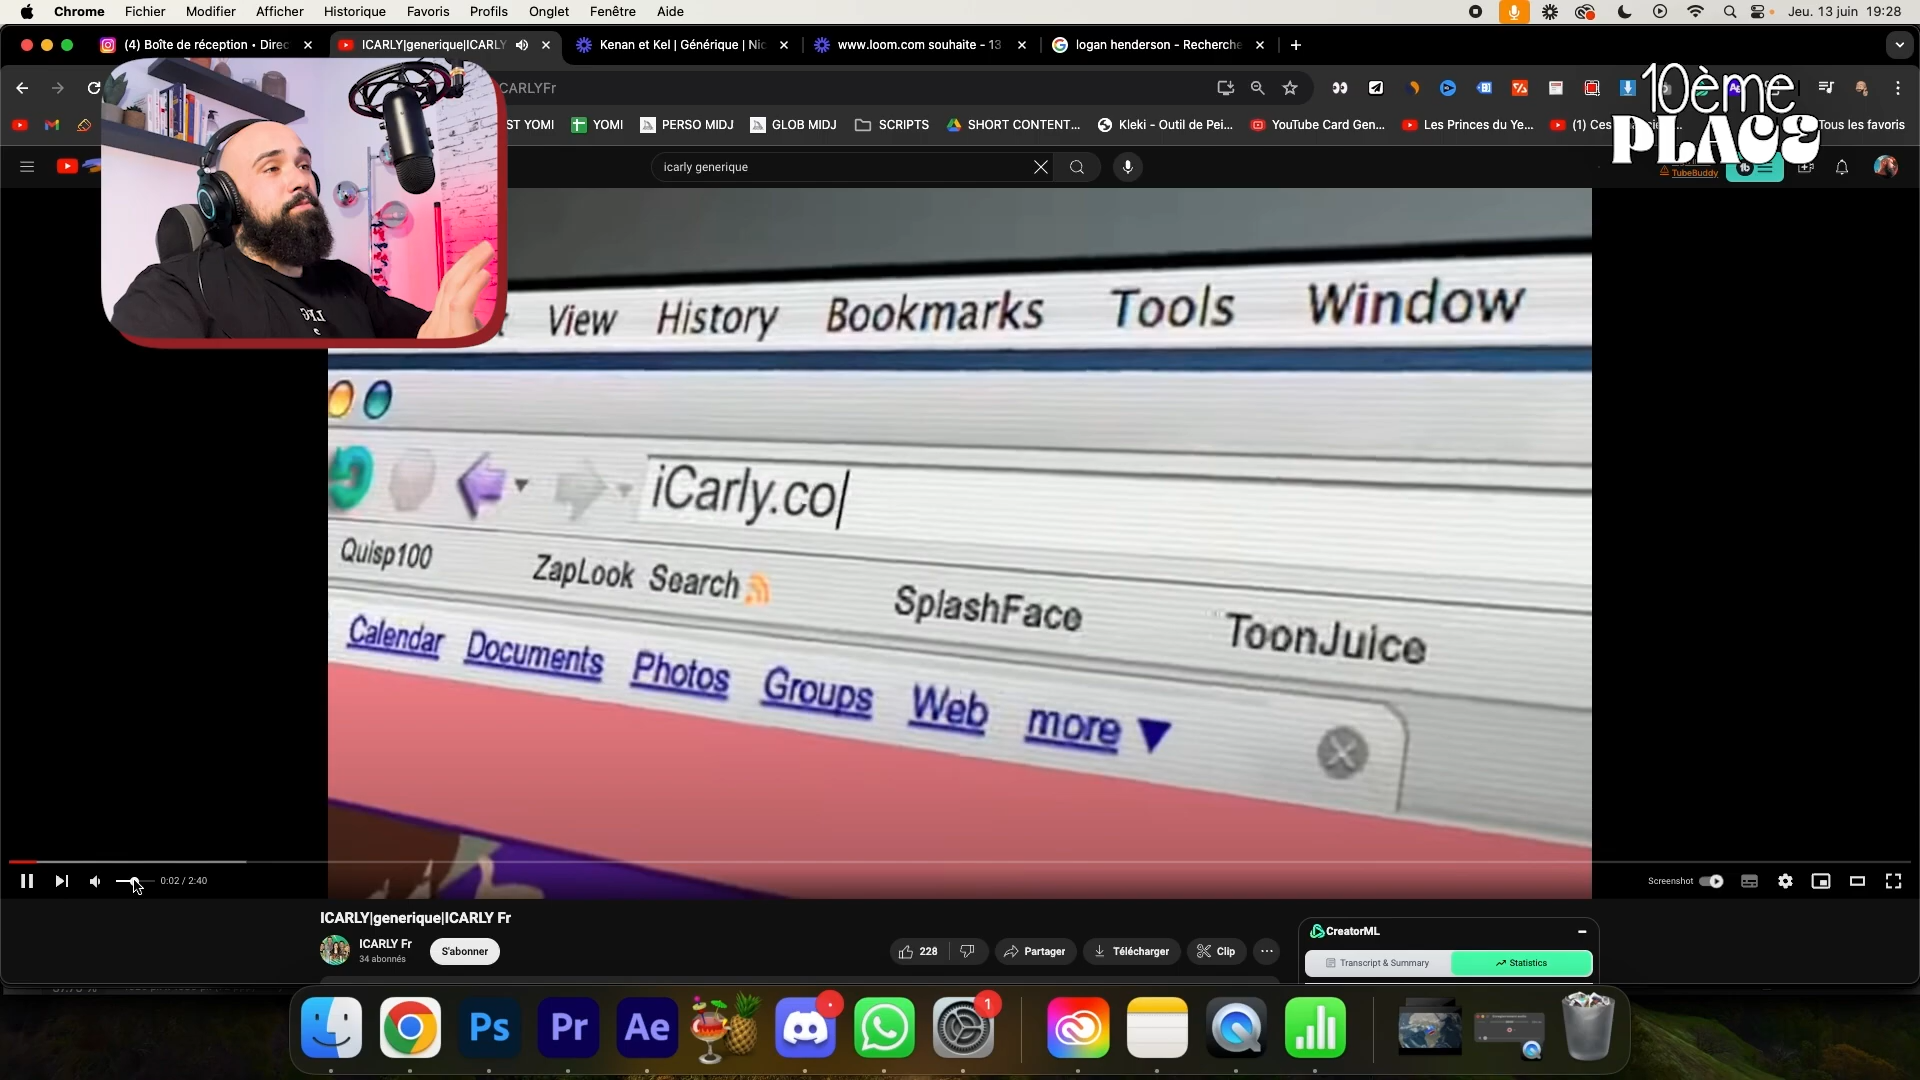 Chrome Fichier Modifier Afficher Historique Favoris Profils Onglet Fenêtre Aide
Jeu. 13 juin 19:28
(4) Boîte de réception • Direc
ICARLY|generique|ICARLY
Kenan et Kel | Générique | Nic
www.loom.com souhaite - 13
logan henderson - Recherche
CARLYFr
10ème
PLACE
ST YOMI
YOMI
PERSO MIDJ
GLOB MIDJ
SCRIPTS
SHORT CONTENT...
Kleki - Outil de Pei...
YouTube Card Gen...
Les Princes du Ye...
Tous les favoris
icarly generique
TubeBuddy
View History Bookmarks Tools Window
iCarly.co
Quisp100 ZapLook Search SplashFace ToonJuice
Calendar Documents Photos Groups Web more
0:02 / 2:40
Screenshot
ICARLY|generique|ICARLY Fr
ICARLY Fr
34 abonnés
S'abonner
228
Partager
Télécharger
Clip
CreatorML
Transcript & Summary
Statistics
Ps
Pr
Ae
1